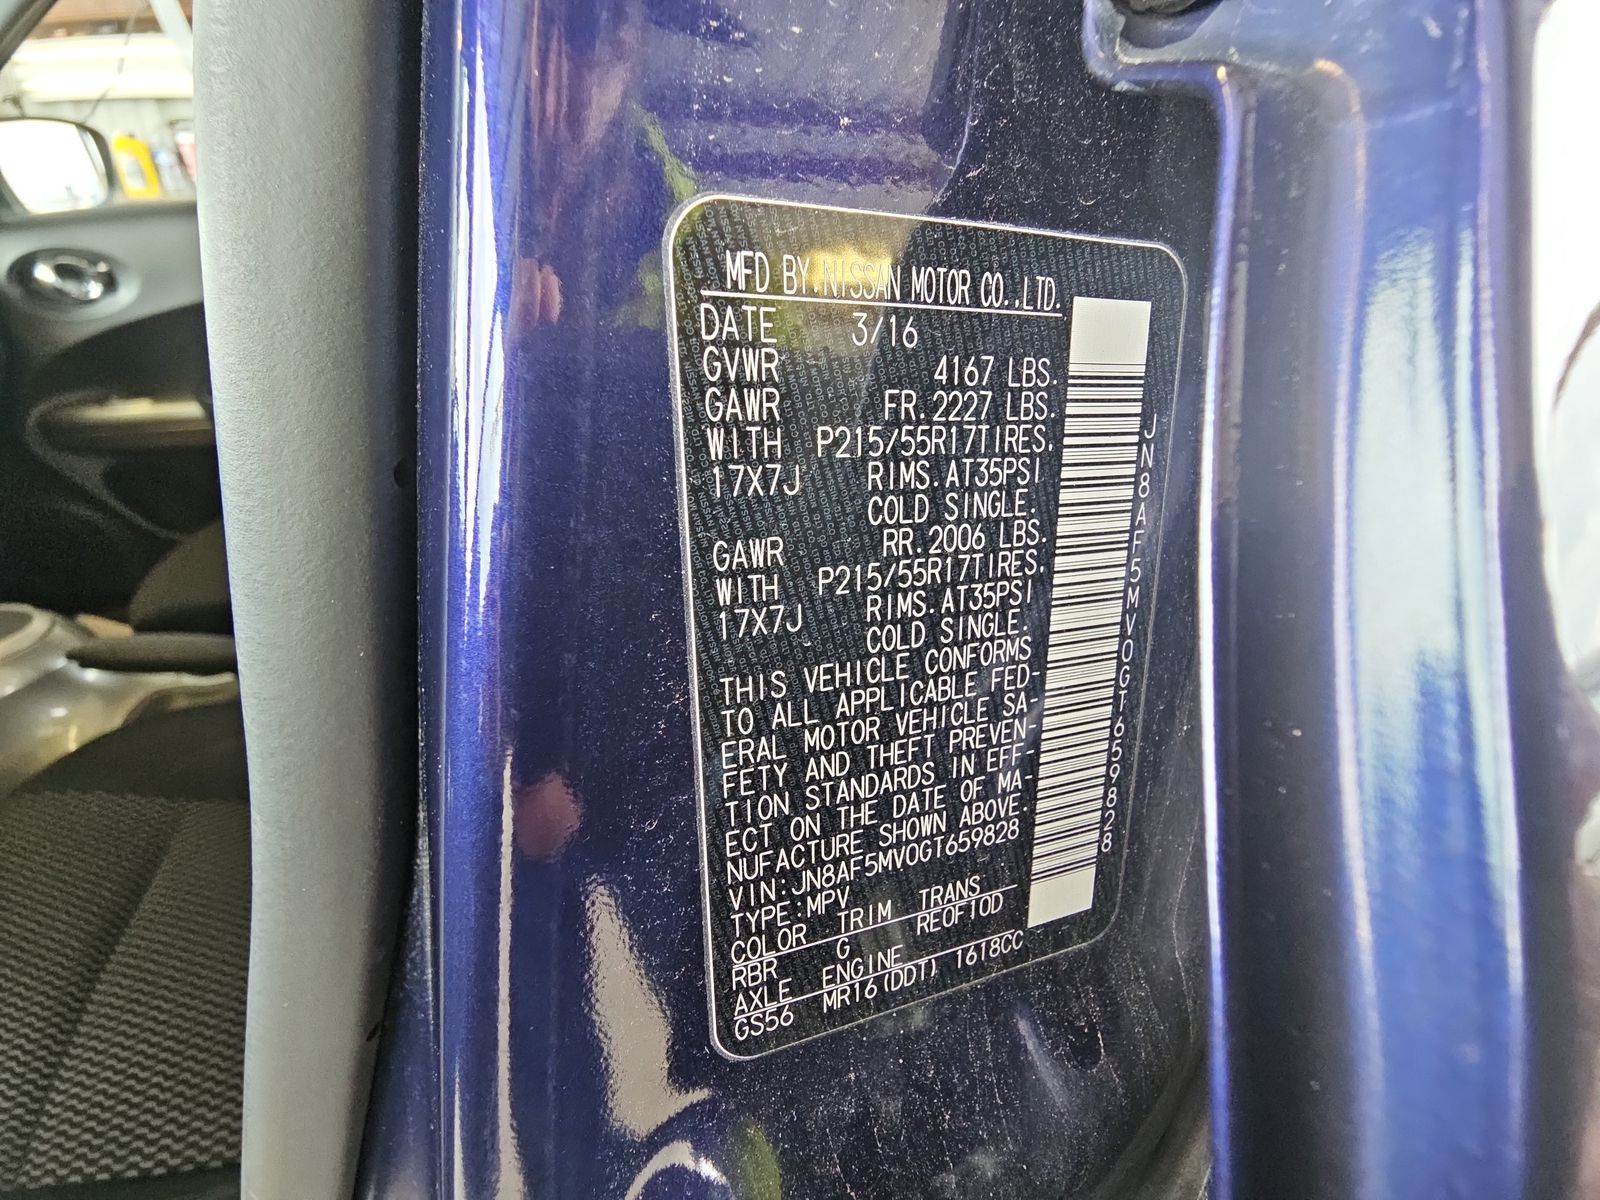 MFD BY.NISSAN MOTOR CO.,LTD.
DATE 3/16
GVWR 4167 LBS.
GAWR FR.2227 LBS.
WITH P215/55R17TIRES.
17X7J RIMS.AT35PSI
COLD SINGLE.
GAWR RR.2006 LBS.
WITH P215/55R17TIRES.
17X7J RIMS.AT35PSI
COLD SINGLE.
THIS VEHICLE CONFORMS
TO ALL APPLICABLE FED-
ERAL MOTOR VEHICLE SA-
FETY AND THEFT PREVEN-
TION STANDARDS IN EFF-
ECT ON THE DATE OF MA-
NUFACTURE SHOWN ABOVE.
VIN:JN8AF5MV0GT659828
TYPE:MPV
COLOR TRIM TRANS
RBR G RE0F10D
AXLE ENGINE
GS56 MR16(DDT) 1618CC
JN8AF5MV0GT659828